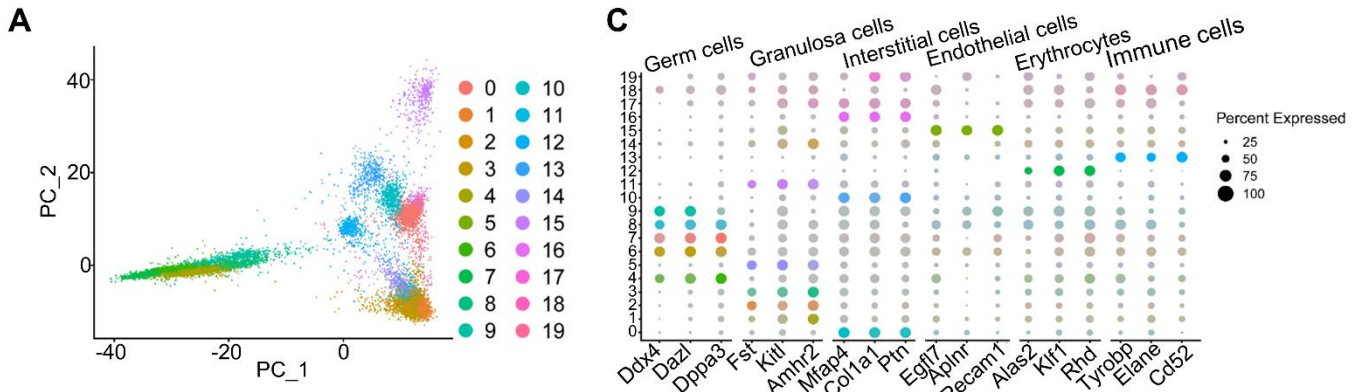 A
PC_2
40
20
0
-40
-20
0
PC_1
0
1
2
3
4
5
6
7
8
9
10
11
12
13
14
15
16
17
18
19
C
Germ cells
Granulosa cells
Interstitial cells
Endothelial cells
Erythrocytes
Immune cells
19
18
17
16
15
14
13
12
11
10
9
8
7
6
5
4
3
2
1
0
Ddx4
Dazl
Dppa3
Fst
Kitl
Amhr2
Mfap4
Col1a1
Ptn
Egfl7
Aplnr
Pecam1
Alas2
Klf1
Rhd
Tyrobp
Elane
Cd52
Percent Expressed
25
50
75
100